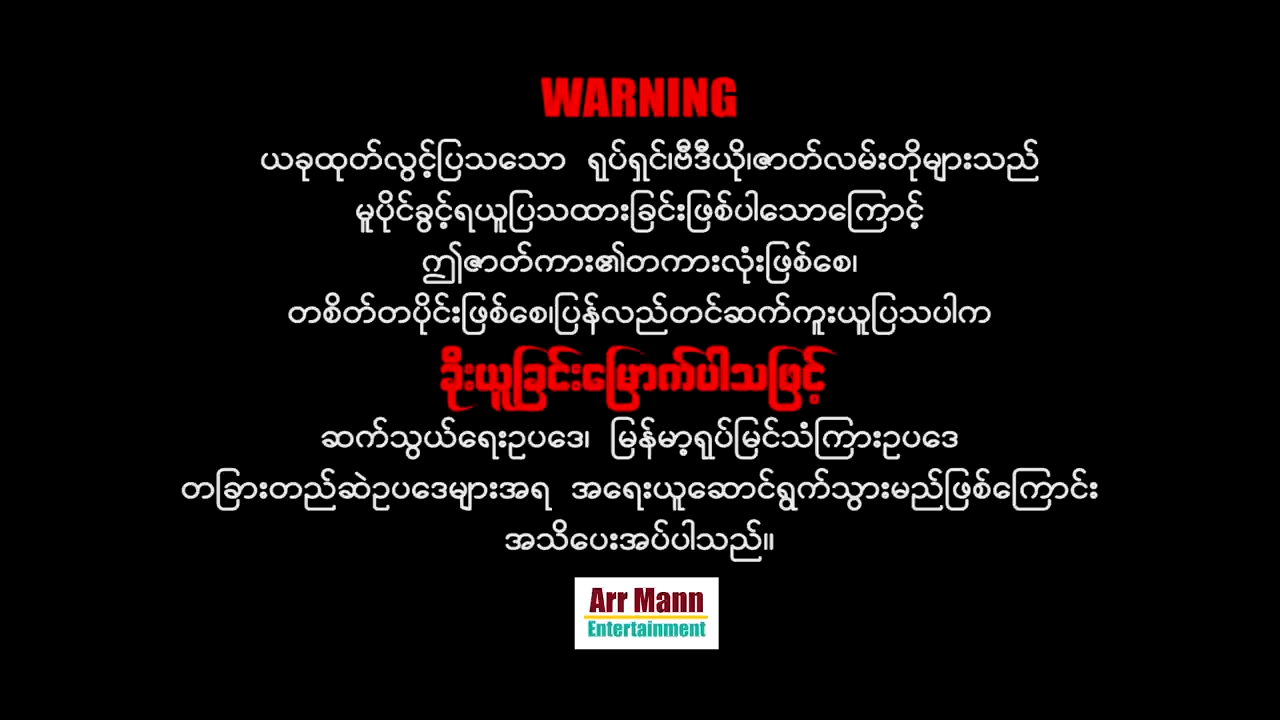 WARNING
ယခုထုတ်လွှင့်ပြသသော ရုပ်ရှင်၊ဗီဒီယို၊ဇာတ်လမ်းတိုများသည်
မူပိုင်ခွင့်ရယူပြသထားခြင်းဖြစ်ပါသောကြောင့်
ဤဇာတ်ကား၏တကားလုံးဖြစ်စေ၊
တစိတ်တပိုင်းဖြစ်စေ၊ပြန်လည်တင်ဆက်ကူးယူပြသပါက
ခိုးယူခြင်းမြောက်ပါသဖြင့်
ဆက်သွယ်ရေးဥပဒေ၊ မြန်မာ့ရုပ်မြင်သံကြားဥပဒေ
တခြားတည်ဆဲဥပဒေများအရ အရေးယူဆောင်ရွက်သွားမည်ဖြစ်ကြောင်း
အသိပေးအပ်ပါသည်။
Arr Mann
Entertainment